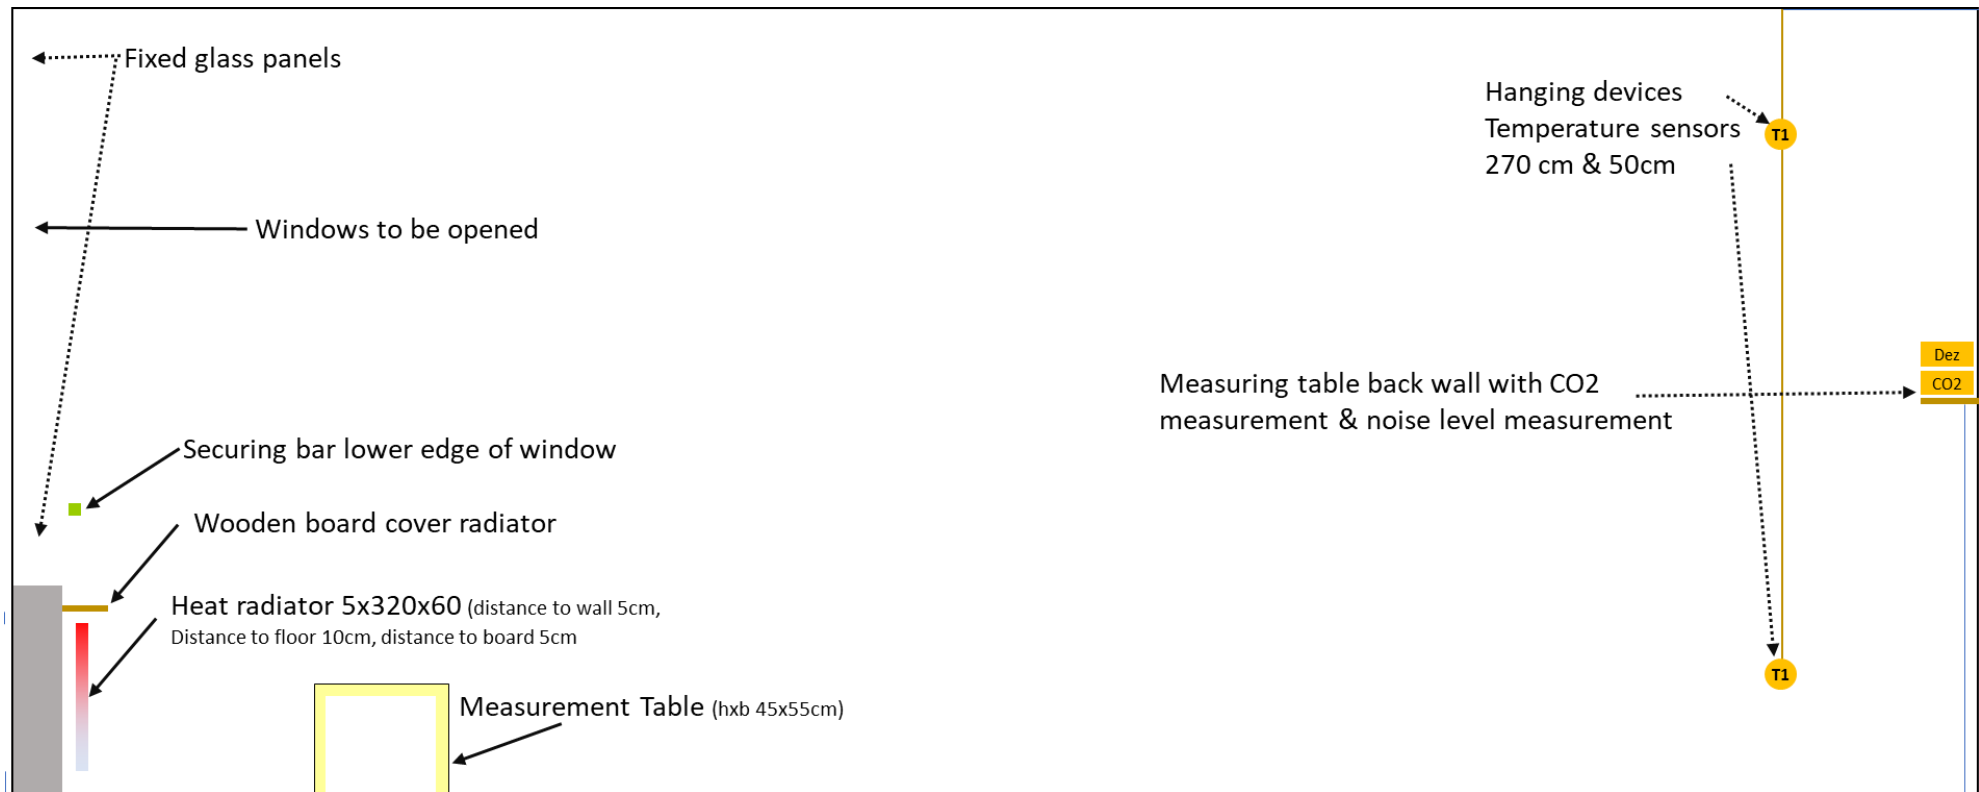 Fixed glass panels
Hanging devices
Temperature sensors
270 cm & 50cm
T1
Windows to be opened
Dez
CO2
Measuring table back wall with CO2
measurement & noise level measurement
Securing bar lower edge of window
Wooden board cover radiator
Heat radiator 5x320x60 (distance to wall 5cm,
Distance to floor 10cm, distance to board 5cm
T1
Measurement Table (hxb 45x55cm)